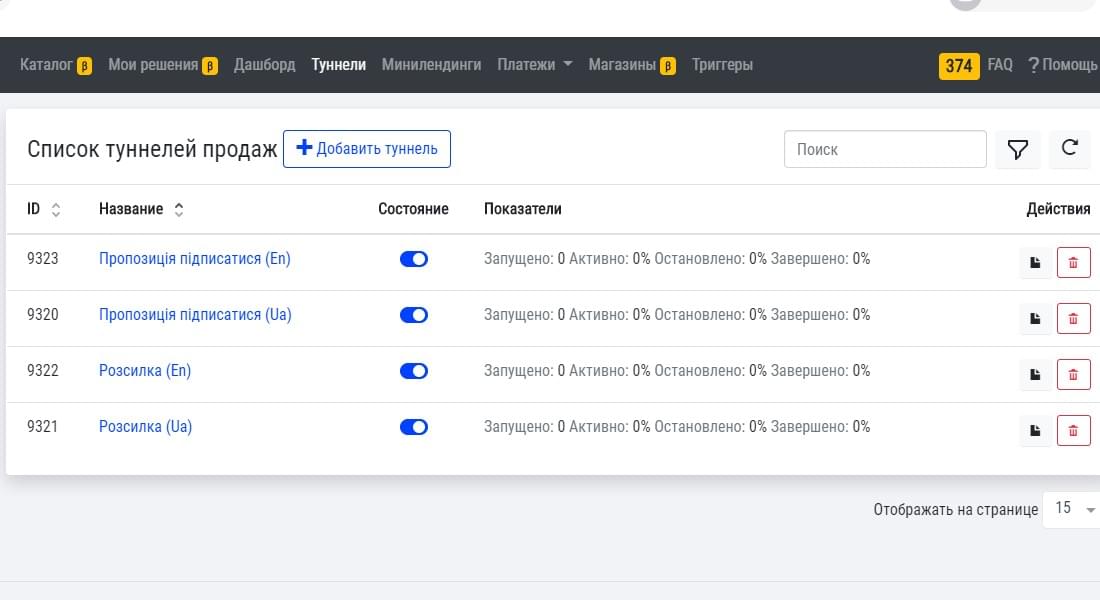 Каталог β Мои решения β Дашборд Туннели Минилендинги Платежи Магазины β Триггеры 374 FAQ ? Помощь
Список туннелей продаж + Добавить туннель Поиск
ID Название Состояние Показатели Действия
9323 Пропозиція підписатися (En) Запущено: 0 Активно: 0% Остановлено: 0% Завершено: 0%
9320 Пропозиція підписатися (Ua) Запущено: 0 Активно: 0% Остановлено: 0% Завершено: 0%
9322 Розсилка (En) Запущено: 0 Активно: 0% Остановлено: 0% Завершено: 0%
9321 Розсилка (Ua) Запущено: 0 Активно: 0% Остановлено: 0% Завершено: 0%
Отображать на странице 15